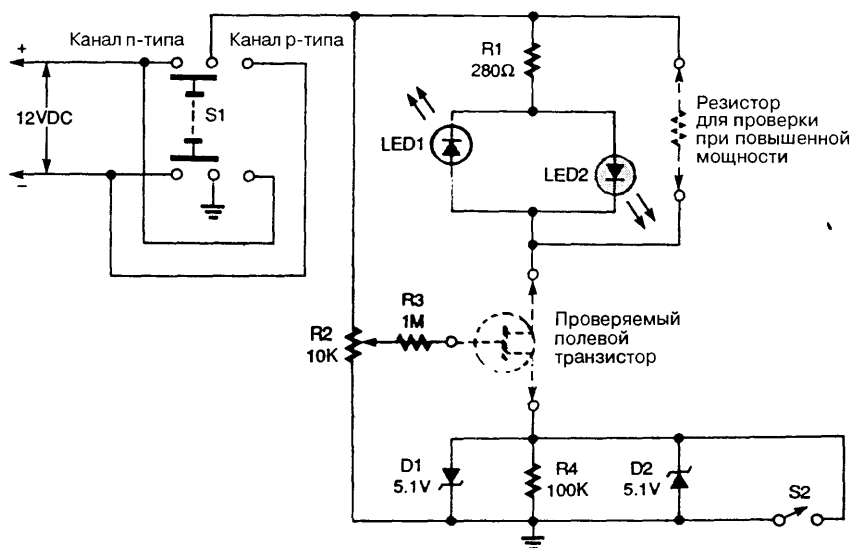 Канал n-типа
Канал p-типа
+
12VDC
–
S1
R1
280Ω
LED1
LED2
Резистор
для проверки
при повышенной
мощности
R2
10K
R3
1M
Проверяемый
полевой
транзистор
D1
5.1V
R4
100K
D2
5.1V
S2